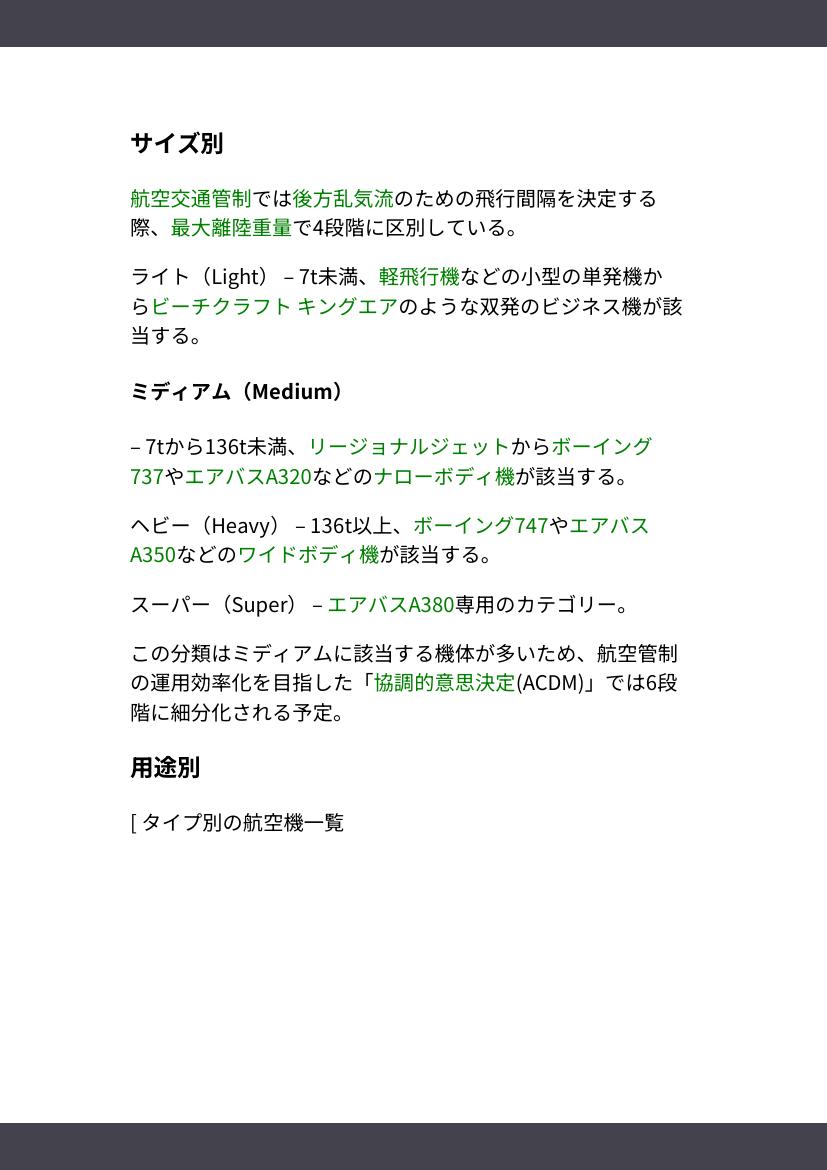 サイズ別
航空交通管制では後方乱気流のための飛行間隔を決定する
際、最大離陸重量で4段階に区別している。
ライト（Light） – 7t未満、軽飛行機などの小型の単発機か
らビーチクラフト キングエアのような双発のビジネス機が該
当する。
ミディアム（Medium）
– 7tから136t未満、リージョナルジェットからボーイング
737やエアバスA320などのナローボディ機が該当する。
ヘビー（Heavy） – 136t以上、ボーイング747やエアバス
A350などのワイドボディ機が該当する。
スーパー（Super） – エアバスA380専用のカテゴリー。
この分類はミディアムに該当する機体が多いため、航空管制
の運用効率化を目指した「協調的意思決定(ACDM)」では6段
階に細分化される予定。
用途別
[ タイプ別の航空機一覧